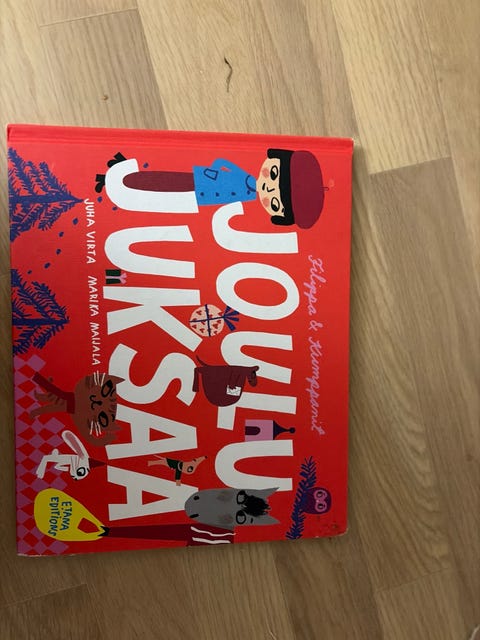 Filippa & Kumppanit
JOULU
JUKSAA
JUHA VIRTA MARIKA MAIJALA
ETANA
EDITIONS